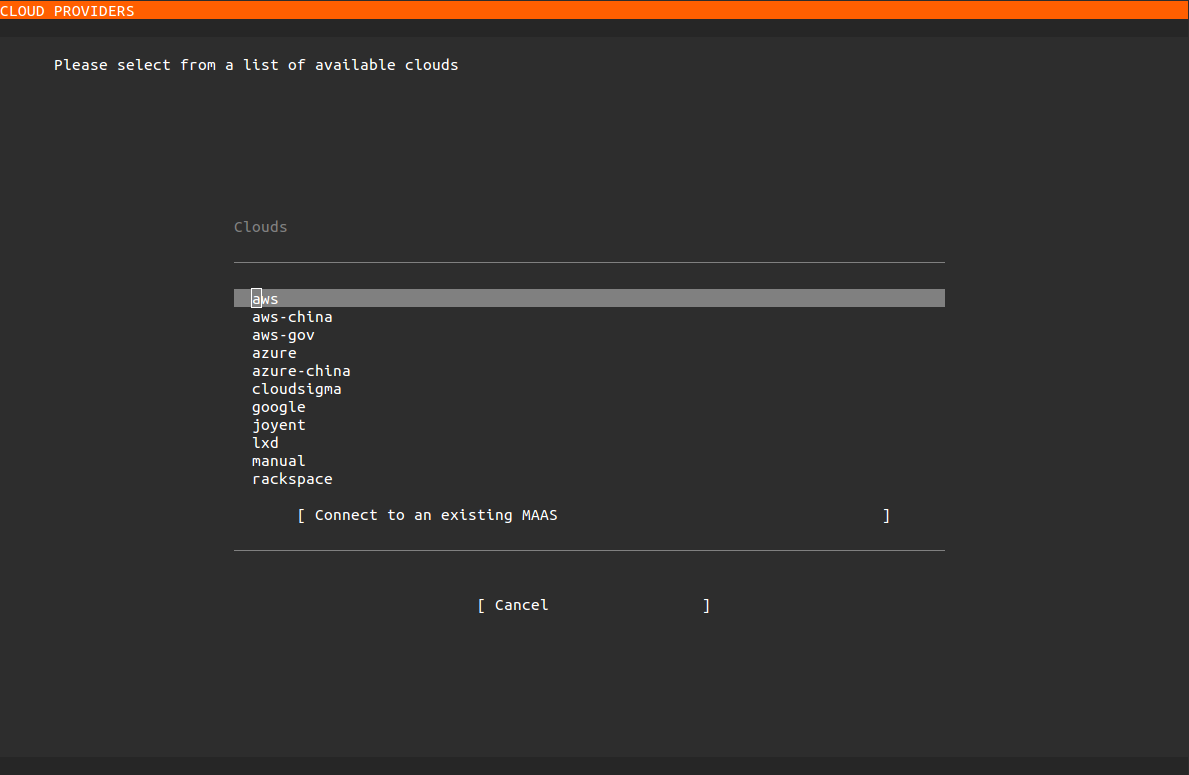 CLOUD PROVIDERS
Please select from a list of available clouds
Clouds
aws
aws-china
aws-gov
azure
azure-china
cloudsigma
google
joyent
lxd
manual
rackspace
[ Connect to an existing MAAS ]
[ Cancel ]